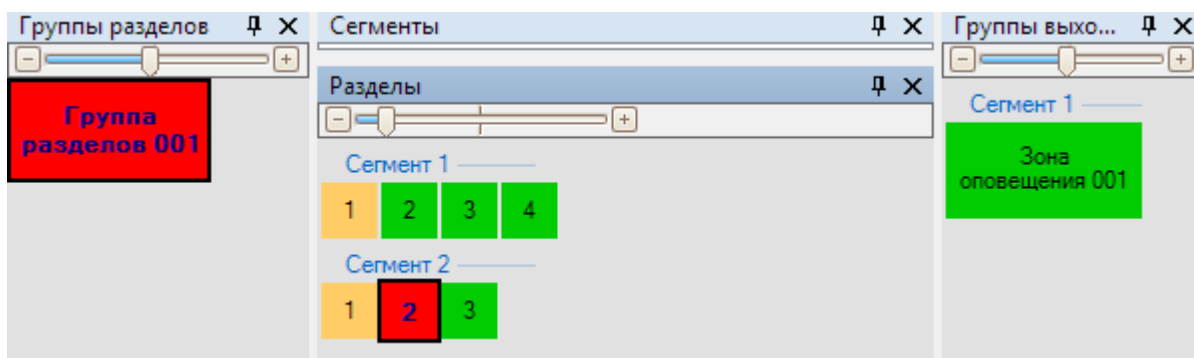 Группы разделов
Группа
разделов 001
Сегменты
Разделы
Сегмент 1
1 2 3 4
Сегмент 2
1 2 3
Группы выхо...
Сегмент 1
Зона
оповещения 001